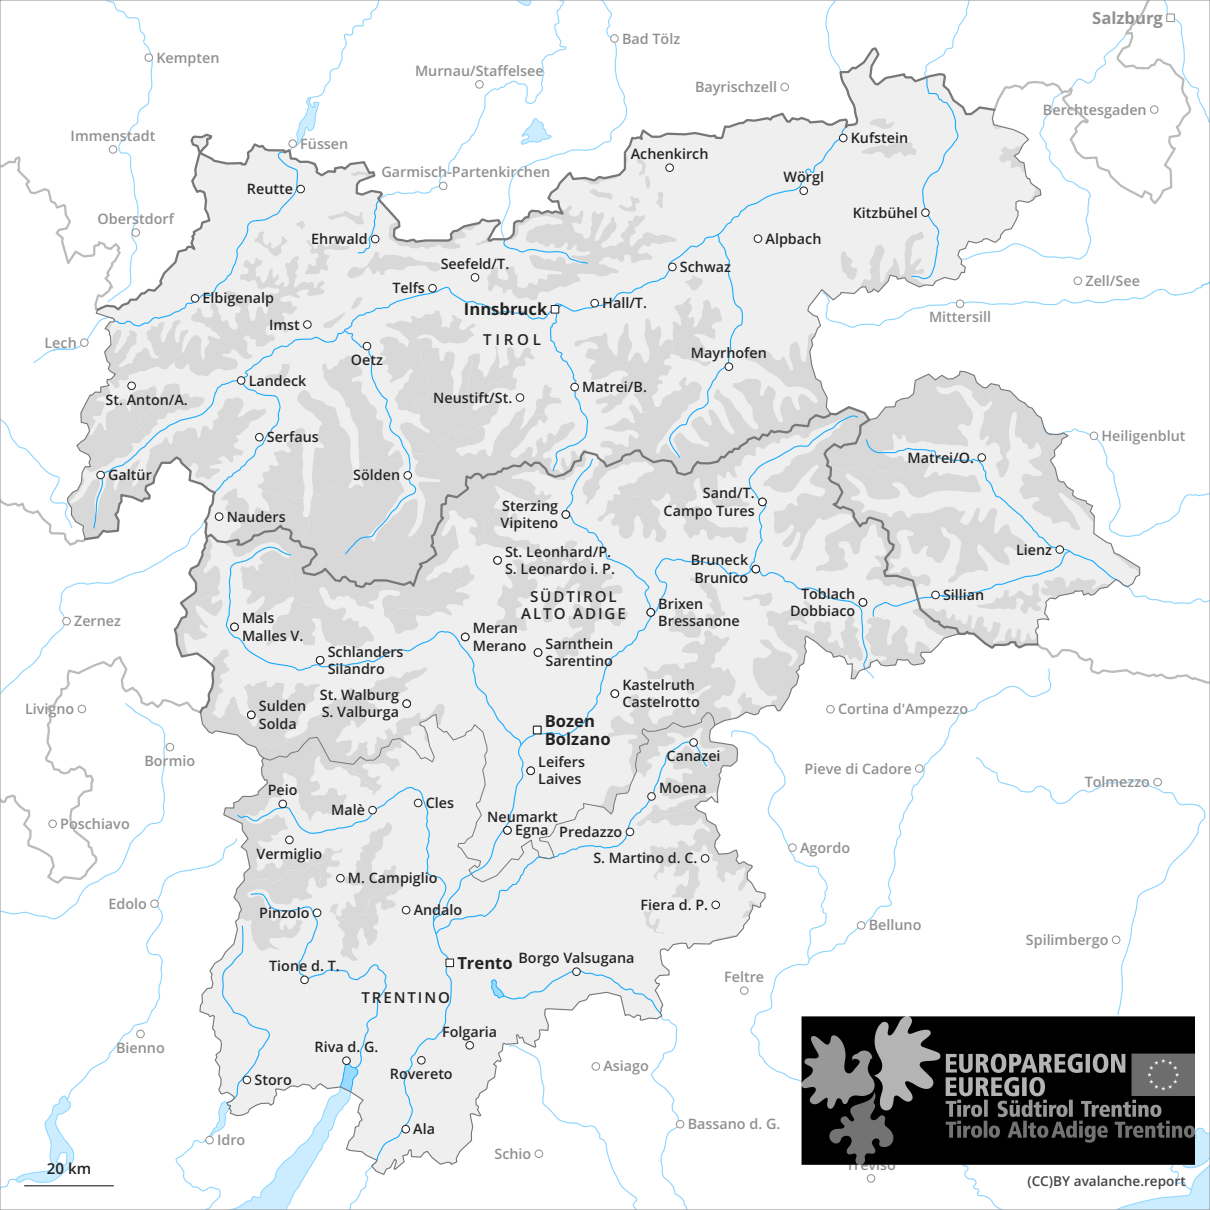 Salzburg
Bad Tölz
Kempten
Murnau/Staffelsee
Bayrischzell
Berchtesgaden
Immenstadt
Füssen
Kufstein
Achenkirch
Garmisch-Partenkirchen
Wörgl
Reutte
Oberstdorf
Kitzbühel
Ehrwald
Alpbach
Seefeld/T.
Schwaz
Zell/See
Telfs
Elbigenalp
Innsbruck
Hall/T.
Mittersill
Imst
TIROL
Lech
Oetz
Mayrhofen
Landeck
Matrei/B.
St. Anton/A.
Neustift/St.
Serfaus
Heiligenblut
Matrei/O.
Galtür
Sölden
Sand/T.
Campo Tures
Sterzing
Vipiteno
Nauders
St. Leonhard/P.
S. Leonardo i. P.
Lienz
Bruneck
Brunico
SÜDTIROL
ALTO ADIGE
Toblach
Dobbiaco
Sillian
Brixen
Bressanone
Zernez
Mals
Malles V.
Meran
Merano
Sarnthein
Sarentino
Schlanders
Silandro
St. Walburg
S. Valburga
Kastelruth
Castelrotto
Livigno
Sulden
Solda
Cortina d'Ampezzo
Bozen
Bolzano
Bormio
Canazei
Leifers
Laives
Pieve di Cadore
Tolmezzo
Peio
Moena
Malè
Cles
Neumarkt
Egna
Poschiavo
Predazzo
Vermiglio
Agordo
S. Martino d. C.
M. Campiglio
Edolo
Pinzolo
Andalo
Fiera d. P.
Belluno
Spilimbergo
Trento
Borgo Valsugana
Tione d. T.
Feltre
TRENTINO
Folgaria
Bienno
Riva d. G.
Asiago
Rovereto
Storo
EUROPAREGION
EUREGIO
Tirol Südtirol Trentino
Tirolo Alto Adige Trentino
Ala
Bassano d. G.
Idro
Schio
Treviso
20 km
(CC)BY avalanche.report